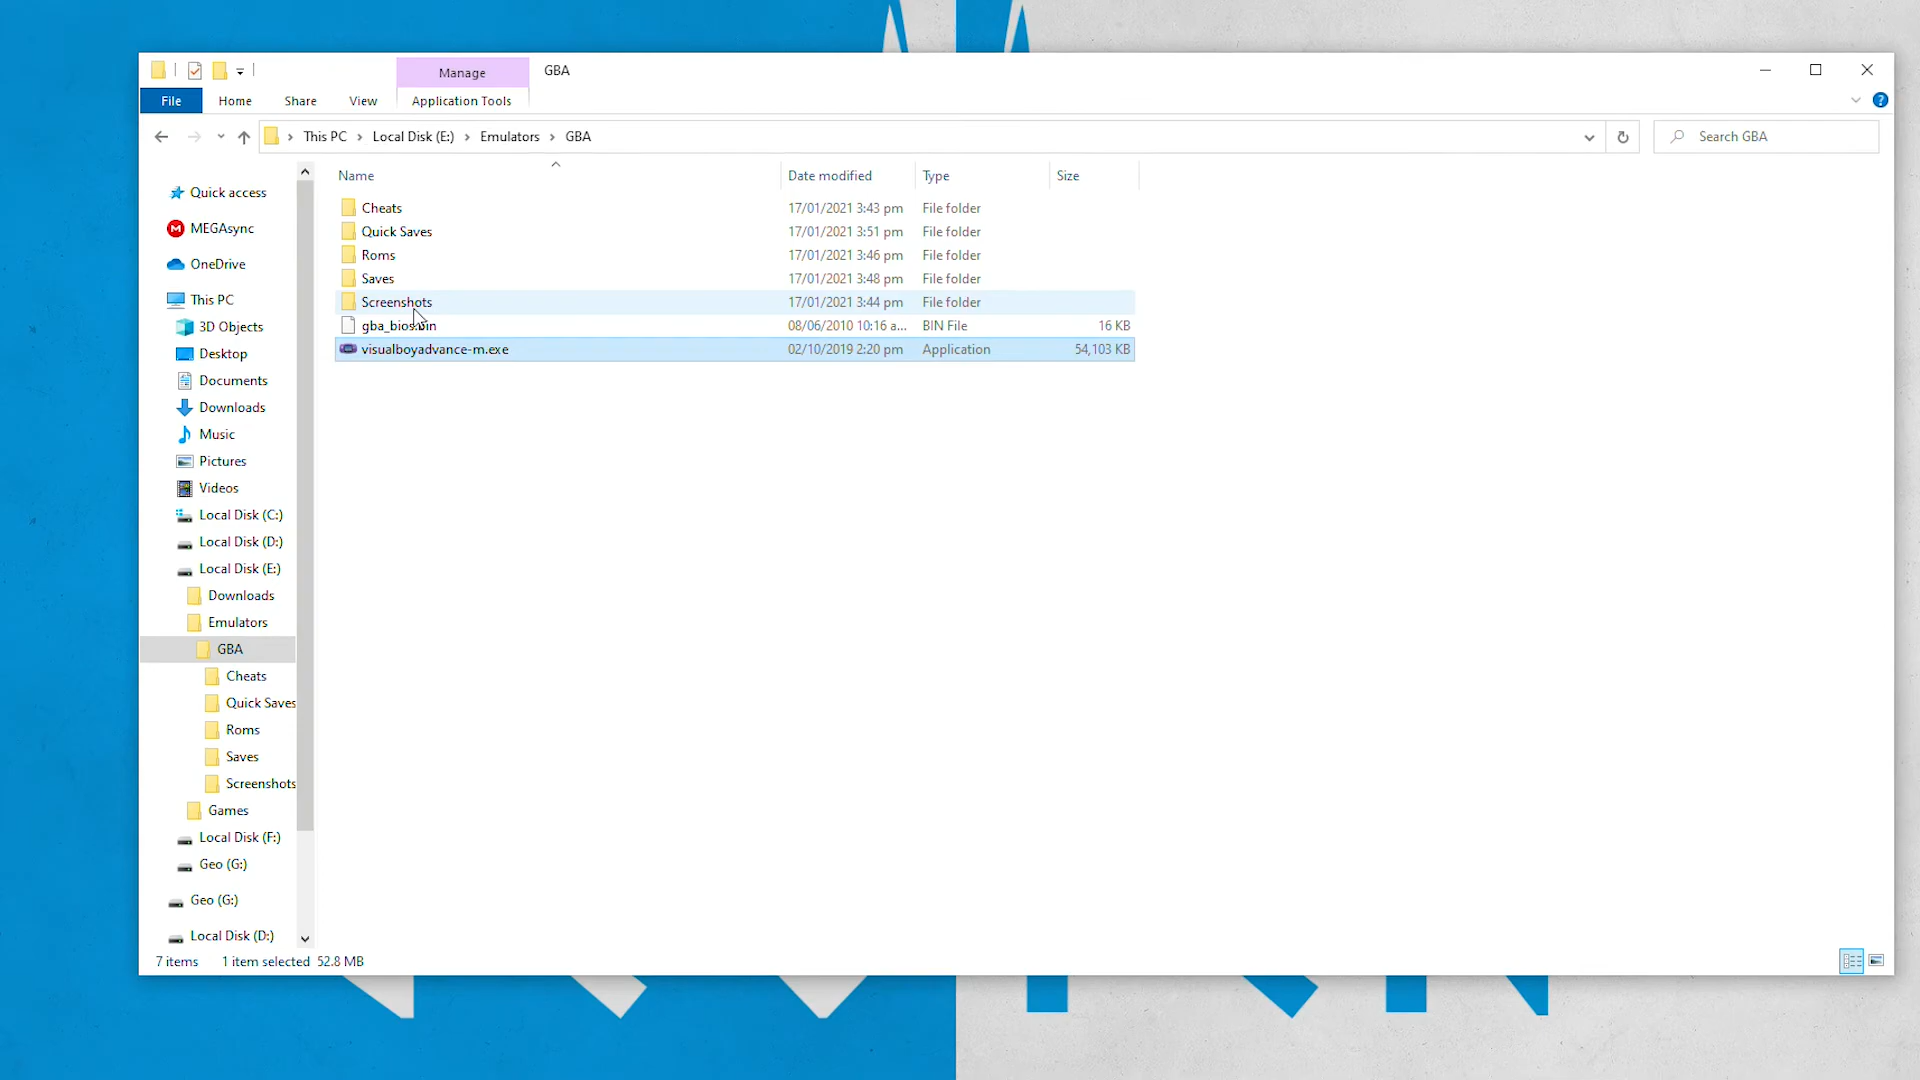 Manage
GBA
File
Home
Share
View
Application Tools
This PC
Local Disk (E:)
Emulators
GBA
Search GBA
Name
Date modified
Type
Size
Cheats
17/01/2021 3:43 pm
File folder
Quick Saves
17/01/2021 3:51 pm
File folder
Roms
17/01/2021 3:46 pm
File folder
Saves
17/01/2021 3:48 pm
File folder
Screenshots
17/01/2021 3:44 pm
File folder
gba_bios.bin
08/06/2010 10:16 a...
BIN File
16 KB
visualboyadvance-m.exe
02/10/2019 2:20 pm
Application
54,103 KB
Quick access
MEGAsync
OneDrive
This PC
3D Objects
Desktop
Documents
Downloads
Music
Pictures
Videos
Local Disk (C:)
Local Disk (D:)
Local Disk (E:)
Downloads
Emulators
GBA
Cheats
Quick Saves
Roms
Saves
Screenshots
Games
Local Disk (F:)
Geo (G:)
Geo (G:)
Local Disk (D:)
7 items
1 item selected 52.8 MB